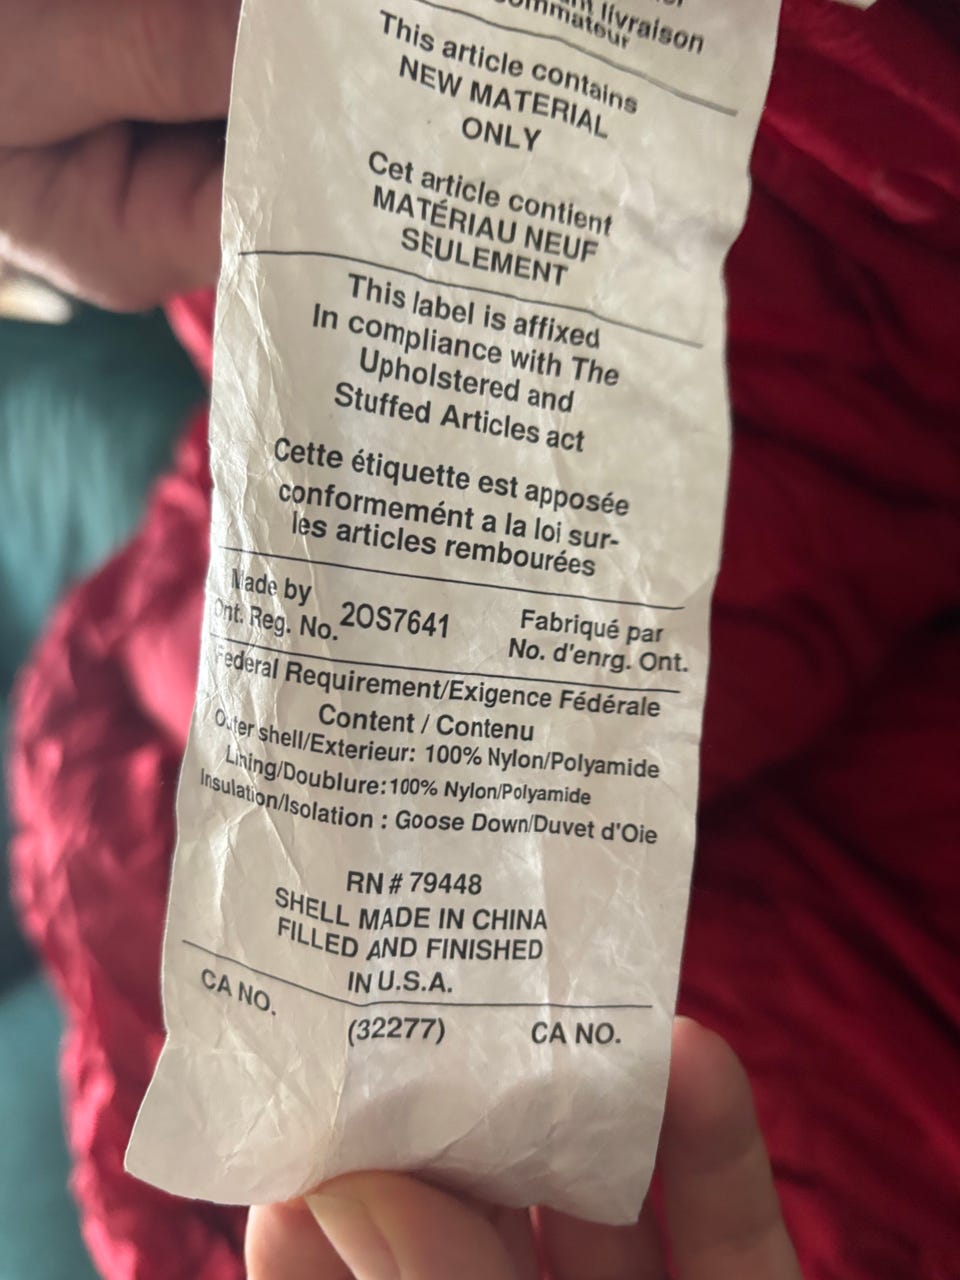 livraison
This article contains
NEW MATERIAL
ONLY
Cet article contient
MATÉRIAU NEUF
SEULEMENT
This label is affixed
In compliance with The
Upholstered and
Stuffed Articles act
Cette étiquette est apposée
conformemént a la loi sur-
les articles rembourées
Made by
Ont. Reg. No. 2OS7641
Fabriqué par
No. d'enrg. Ont.
Federal Requirement/Exigence Fédérale
Content / Contenu
Outer shell/Exterieur: 100% Nylon/Polyamide
Lining/Doublure:100% Nylon/Polyamide
Insulation/Isolation : Goose Down/Duvet d'Oie
RN # 79448
SHELL MADE IN CHINA
FILLED AND FINISHED
IN U.S.A.
CA NO. (32277) CA NO.